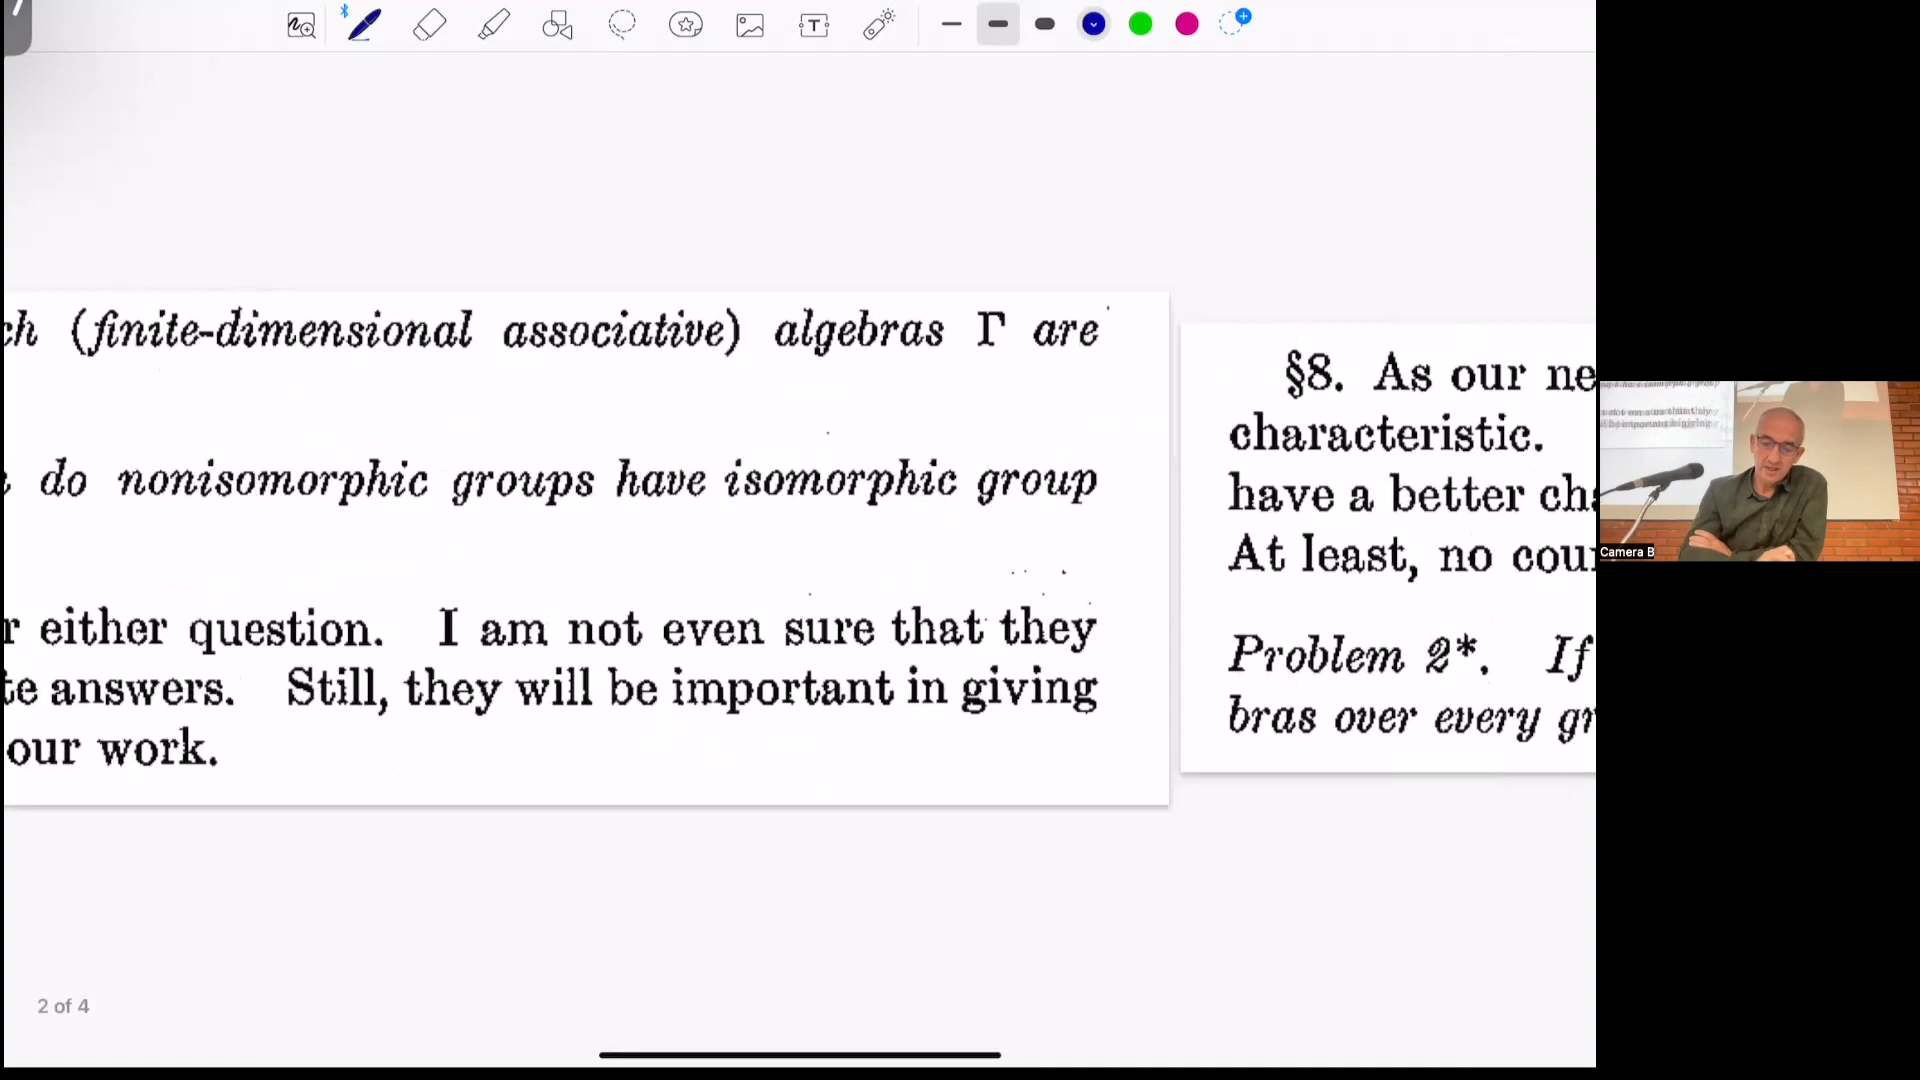 ch (finite-dimensional associative) algebras Γ are
do nonisomorphic groups have isomorphic group
r either question. I am not even sure that they
te answers. Still, they will be important in giving
our work.
§8. As our ne
characteristic.
have a better cha
At least, no cou
Problem 2*. If
bras over every gr
T
Camera B
2 of 4